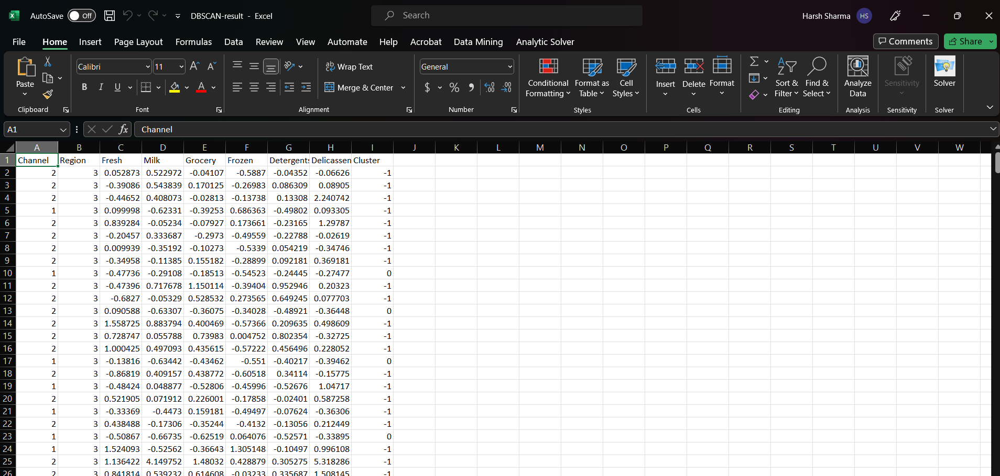 AutoSave Off DBSCAN-result - Excel Search Harsh Sharma HS
File Home Insert Page Layout Formulas Data Review View Automate Help Acrobat Data Mining Analytic Solver Comments Share
Paste Calibri 11 Wrap Text General Conditional Formatting Format as Table Cell Styles Insert Delete Format Sort & Filter Find & Select Analyze Data Sensitivity Solver
B I U A Merge & Center $ % 9
Clipboard Font Alignment Number Styles Cells Editing Analysis Sensitivity Solver
A1 fx Channel
A B C D E F G H I J K L M N O P Q R S T U V W
1 Channel Region Fresh Milk Grocery Frozen Detergents Delicassen Cluster
2 2 3 0.052873 0.522972 -0.04107 -0.5887 -0.04352 -0.06626 -1
3 2 3 -0.39086 0.543839 0.170125 -0.26983 0.086309 0.08905 -1
4 2 3 -0.44652 0.408073 -0.02813 -0.13738 0.13308 2.240742 -1
5 1 3 0.099998 -0.62331 -0.39253 0.686363 -0.49802 0.093305 -1
6 2 3 0.839284 -0.05234 -0.07927 0.173661 -0.23165 1.29787 -1
7 2 3 -0.20457 0.333687 -0.2973 -0.49559 -0.22788 -0.02619 -1
8 2 3 0.009939 -0.35192 -0.10273 -0.5339 0.054219 -0.34746 -1
9 2 3 -0.34958 -0.11385 0.155182 -0.28899 0.092181 0.369181 -1
10 1 3 -0.47736 -0.29108 -0.18513 -0.54523 -0.24445 -0.27477 0
11 2 3 -0.47396 0.717678 1.150114 -0.39404 0.952946 0.20323 -1
12 2 3 -0.6827 -0.05329 0.528532 0.273565 0.649245 0.077703 -1
13 2 3 0.090588 -0.63307 -0.36075 -0.34028 -0.48921 -0.36448 0
14 2 3 1.558725 0.883794 0.400469 -0.57366 0.209635 0.498609 -1
15 2 3 0.728747 0.055788 0.73983 0.004752 0.802354 -0.32725 -1
16 2 3 1.000425 0.497093 0.435615 -0.57222 0.456496 0.228052 -1
17 1 3 -0.13816 -0.63442 -0.43462 -0.551 -0.40217 -0.39462 0
18 2 3 -0.86819 0.409157 0.438772 -0.60518 0.34114 -0.15775 -1
19 1 3 -0.48424 0.048877 -0.52806 -0.45996 -0.52676 1.04717 -1
20 2 3 0.521905 0.071912 0.226001 -0.17858 -0.02401 0.587258 -1
21 1 3 -0.33369 -0.4473 0.159181 -0.49497 -0.07624 -0.36306 -1
22 2 3 0.438488 -0.17306 -0.35244 -0.4132 -0.13056 0.212449 -1
23 1 3 -0.50867 -0.66735 -0.62519 0.064076 -0.52571 -0.33895 0
24 1 3 1.524093 -0.52562 -0.36643 1.305148 -0.10497 0.996108 -1
25 2 3 1.136422 4.149752 1.48032 0.428879 0.305275 5.318286 -1
26 2 3 0.841814 0.539232 0.614608 -0.03233 0.335687 1.508145 -1